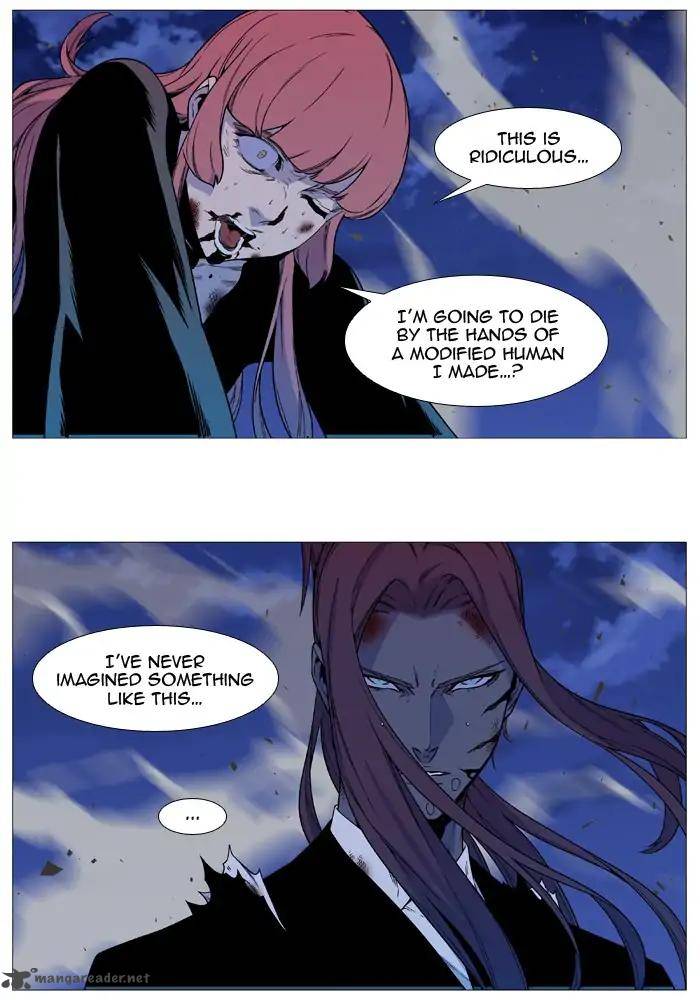 THIS IS
RIDICULOUS...
I'M GOING TO DIE
BY THE HANDS OF
A MODIFIED HUMAN
I MADE...?
I'VE NEVER
IMAGINED SOMETHING
LIKE THIS...
...
mangareader.net